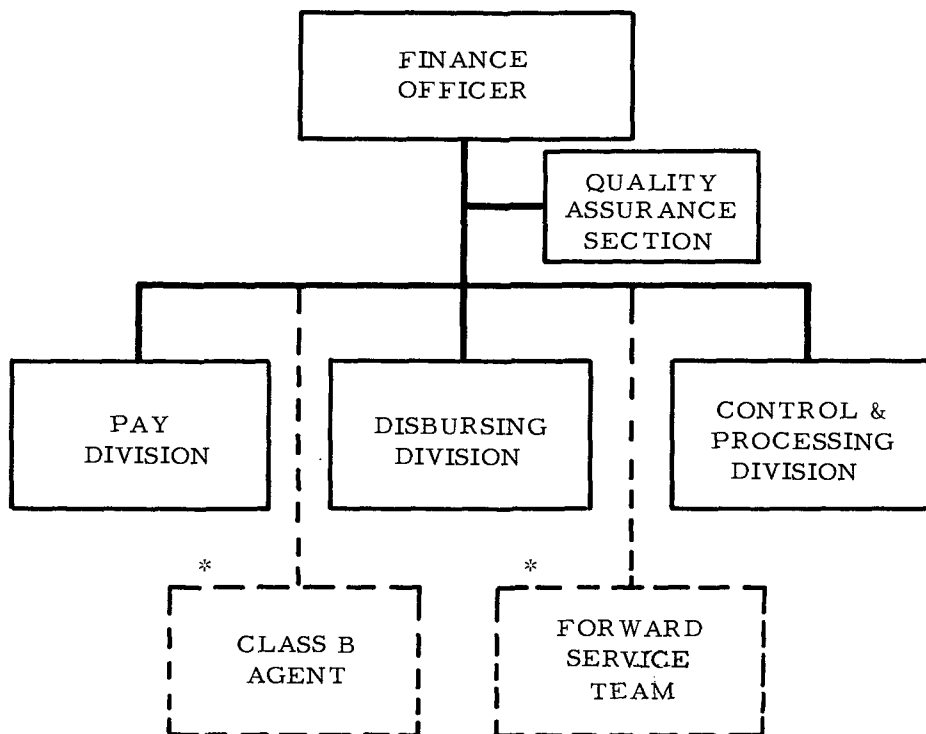 FINANCE
OFFICER
QUALITY
ASSURANCE
SECTION
PAY
DIVISION
DISBURSING
DIVISION
CONTROL &
PROCESSING
DIVISION
*
*
CLASS B
AGENT
FORWARD
SERVICE
TEAM